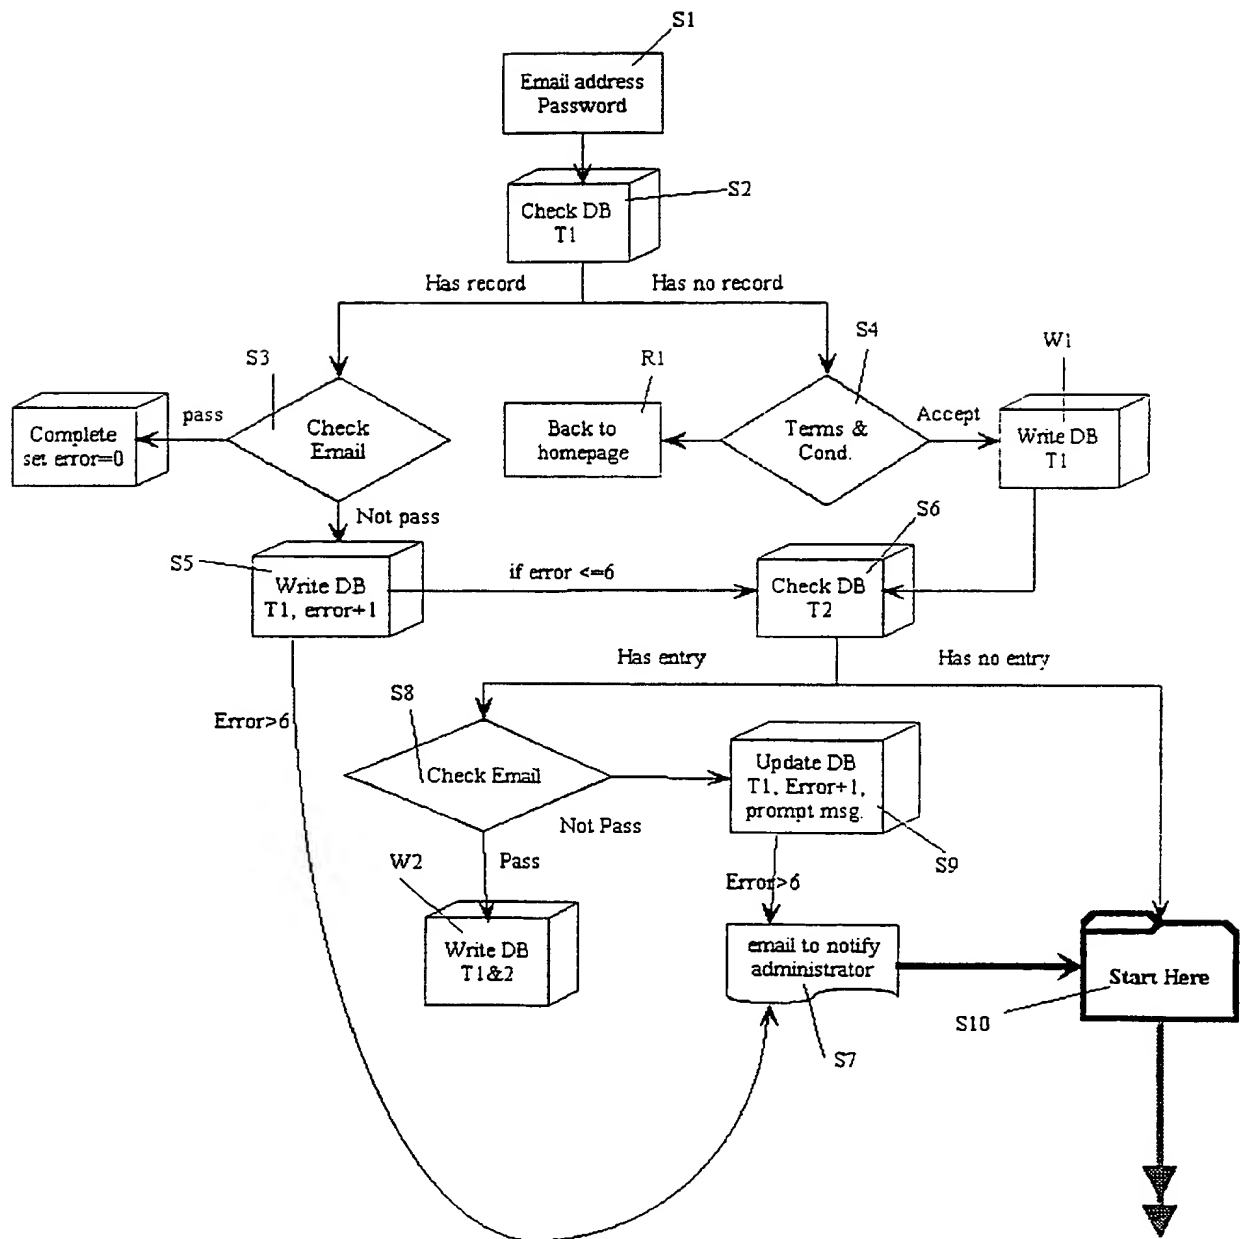 S1
Email address
Password
S2
Check DB
T1
Has record
Has no record
S3
S4
R1
W1
pass
Complete
set error=0
Check
Email
Back to
homepage
Terms &
Cond.
Accept
Write DB
T1
Not pass
S5
Write DB
T1, error+1
if error <=6
S6
Check DB
T2
Has entry
Has no entry
Error>6
S8
Check Email
Update DB
T1, Error+1,
prompt msg.
Not Pass
S9
W2
Pass
Error>6
Write DB
T1&2
email to notify
administrator
Start Here
S10
S7